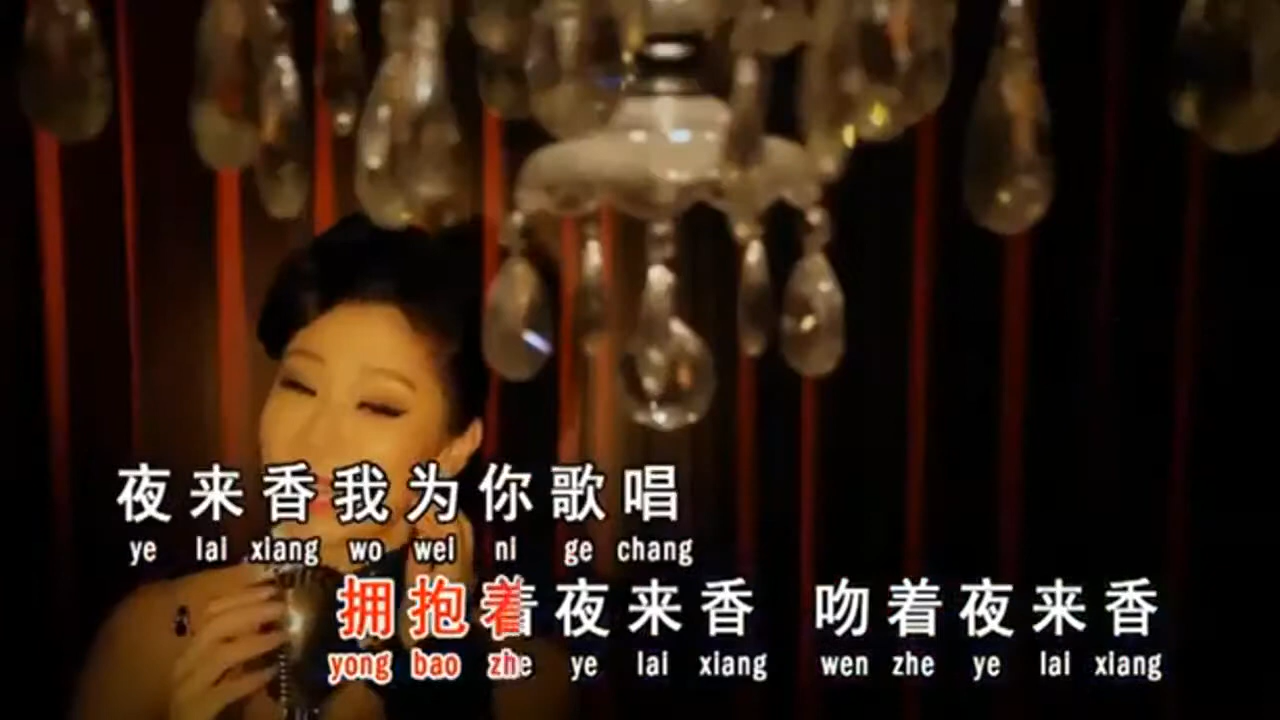 夜来香我为你歌唱
ye lai xiang wo wei ni ge chang
拥抱着夜来香 吻着夜来香
yong bao zhe ye lai xiang wen zhe ye lai xiang